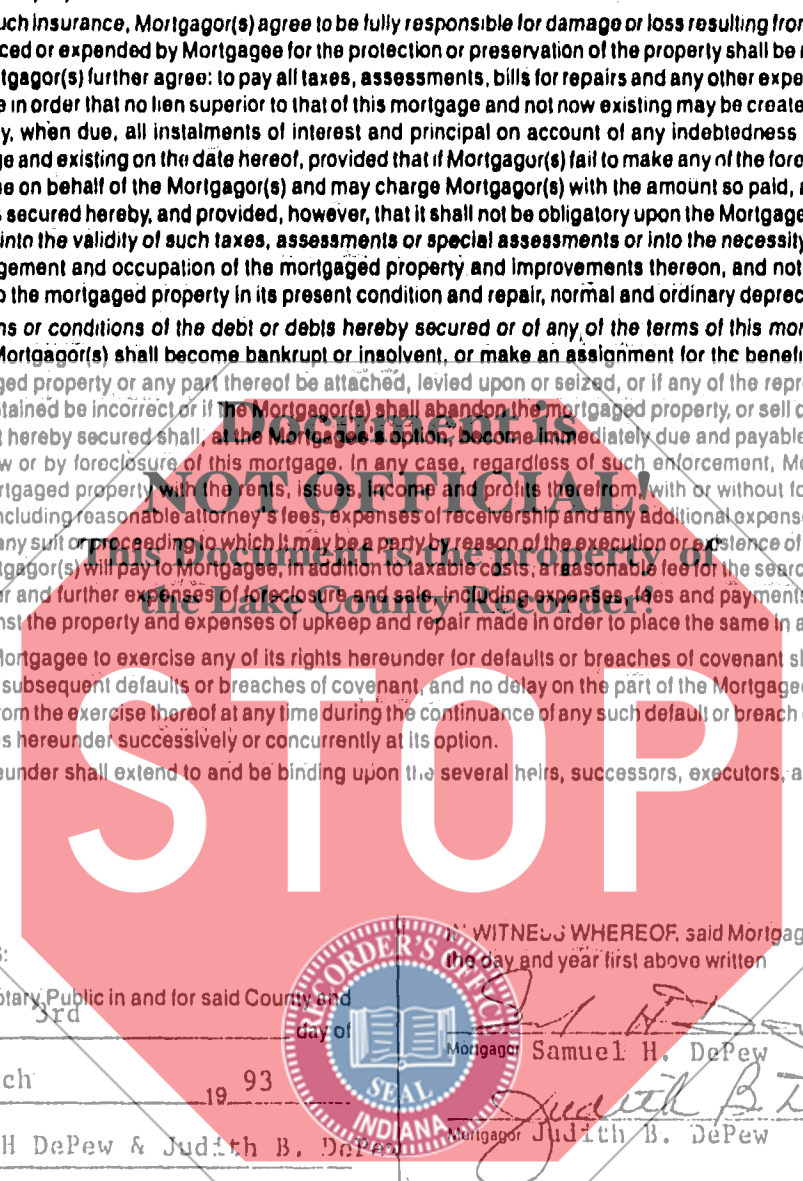 uch insurance, Mortgagor(s) agree to be fully responsible for damage or loss resulting fro
ced or expended by Mortgagee for the protection or preservation of the property shall be
tgagor(s) further agree: to pay all taxes, assessments, bills for repairs and any other expe
e in order that no lien superior to that of this mortgage and not now existing may be create
y, when due, all instalments of interest and principal on account of any indebtedness
ge and existing on the date hereof, provided that if Mortgagor(s) fail to make any of the fore
se on behalf of the Mortgagor(s) and may charge Mortgagor(s) with the amount so paid,
s secured hereby, and provided, however, that it shall not be obligatory upon the Mortgage
into the validity of such taxes, assessments or special assessments or into the necessity
gement and occupation of the mortgaged property and improvements thereon, and not
o the mortgaged property in its present condition and repair, normal and ordinary deprec
ns or conditions of the debt or debts hereby secured or of any of the terms of this mor
Mortgagor(s) shall become bankrupt or insolvent, or make an assignment for the benefi
ged property or any part thereof be attached, levied upon or seized, or if any of the repr
ntained be incorrect or if the Mortgagor(s) shall abandon the mortgaged property, or sell
Document is
t hereby secured shall, at the Mortgagee's option, become immediately due and payable
w or by foreclosure of this mortgage. In any case, regardless of such enforcement, M
rtgaged property with the rents, issues, income and profits therefrom, with or without fo
NOT OFFICIAL!
ncluding reasonable attorney's fees, expenses of receivership and any additional expens
any suit or proceeding to which it may be a party by reason of the execution or existence of
This Document is the property of
tgagor(s) will pay to Mortgagee, in addition to taxable costs, a reasonable fee for the searc
r and further expenses of foreclosure and sale, including expenses, fees and payments
the Lake County Recorder!
nst the property and expenses of upkeep and repair made in order to place the same in a
Mortgagee to exercise any of its rights hereunder for defaults or breaches of covenant s
subsequent defaults or breaches of covenant, and no delay on the part of the Mortgagee
rom the exercise thereof at any time during the continuance of any such default or breach
s hereunder successively or concurrently at its option.
eunder shall extend to and be binding upon the several heirs, successors, executors, a
STOP
IN WITNESS WHEREOF, said Mortgag
the day and year first above written
otary Public in and for said County and
3rd
day of
RECORDER'S OFFICE
SEAL
INDIANA
Mortgagor Samuel H. DePew
ch
19 93
Judith B.
Mortgagor Judith B. DePew
H DePew & Judith B. DePew